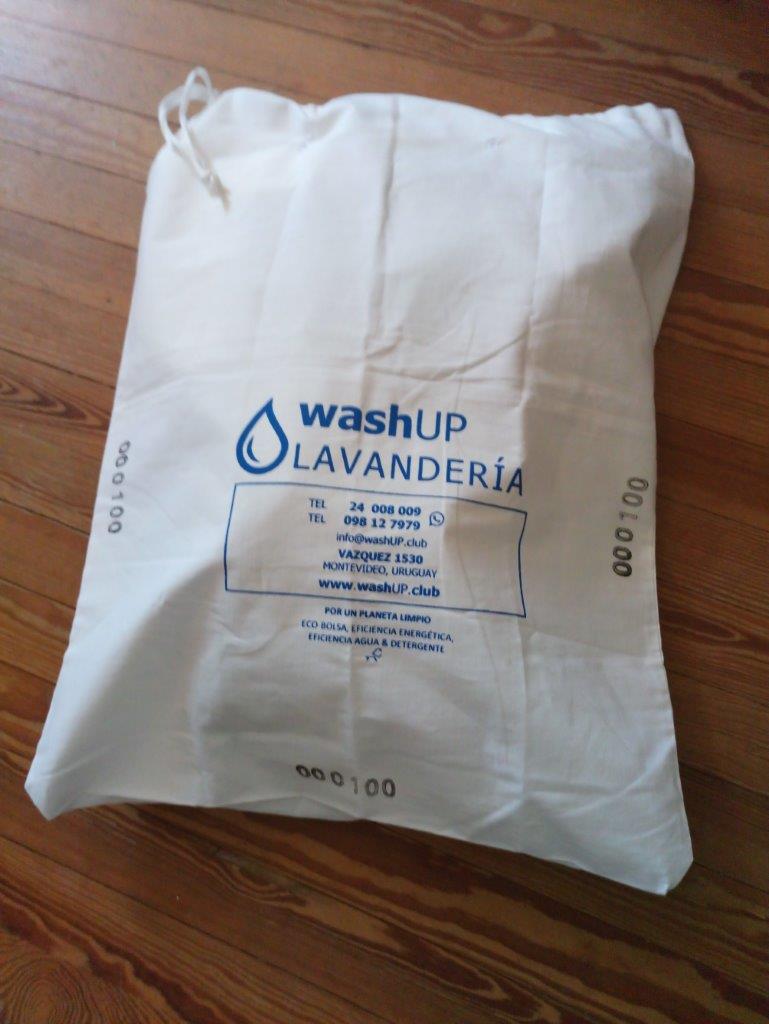 washUP
LAVANDERÍA
TEL 24 008 009
TEL 098 12 7979
info@washUP.club
VAZQUEZ 1530
MONTEVIDEO, URUGUAY
www.washUP.club
POR UN PLANETA LIMPIO
ECO BOLSA, EFICIENCIA ENERGÉTICA,
EFICIENCIA AGUA & DETERGENTE
000100
000100
000100